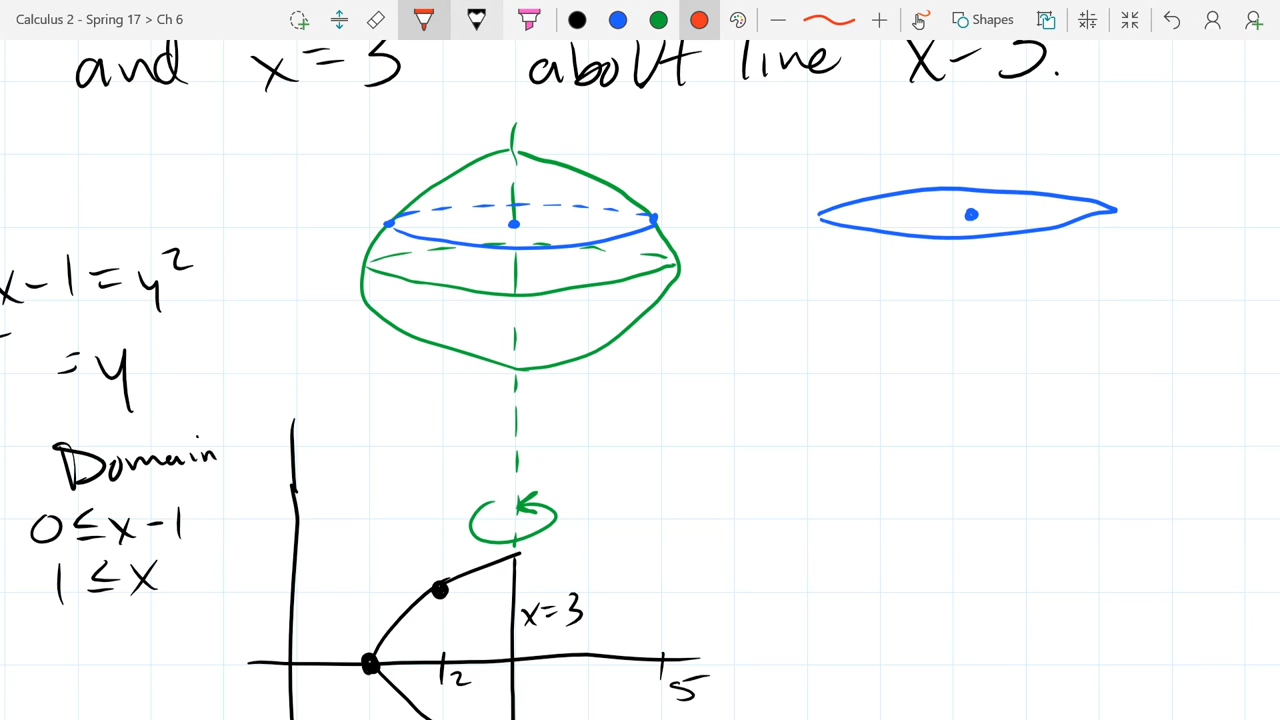 Calculus 2 - Spring 17 > Ch 6
Shapes
and x = 3 about line x - 3.
x - 1 = y²
= y
Domain
0 ≤ x - 1
1 ≤ x
x = 3
2
5